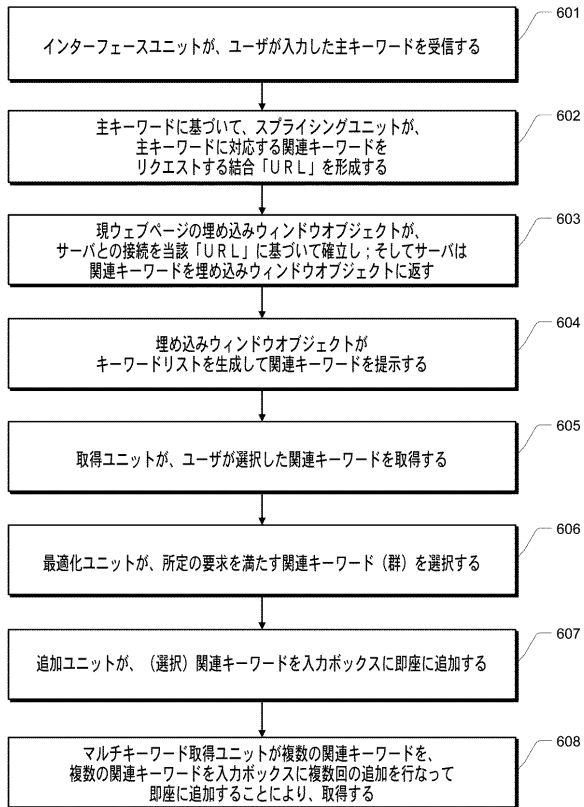 601
インターフェースユニットが、ユーザが入力した主キーワードを受信する
602
主キーワードに基づいて、スプライシングユニットが、
主キーワードに対応する関連キーワードを
リクエストする結合「ＵＲＬ」を形成する
603
現ウェブページの埋め込みウィンドウオブジェクトが、
サーバとの接続を当該「ＵＲＬ」に基づいて確立し；そしてサーバは
関連キーワードを埋め込みウィンドウオブジェクトに返す
604
埋め込みウィンドウオブジェクトが
キーワードリストを生成して関連キーワードを提示する
605
取得ユニットが、ユーザが選択した関連キーワードを取得する
606
最適化ユニットが、所定の要求を満たす関連キーワード（群）を選択する
607
追加ユニットが、（選択）関連キーワードを入力ボックスに即座に追加する
608
マルチキーワード取得ユニットが複数の関連キーワードを、
複数の関連キーワードを入力ボックスに複数回の追加を行なって
即座に追加することにより、取得する